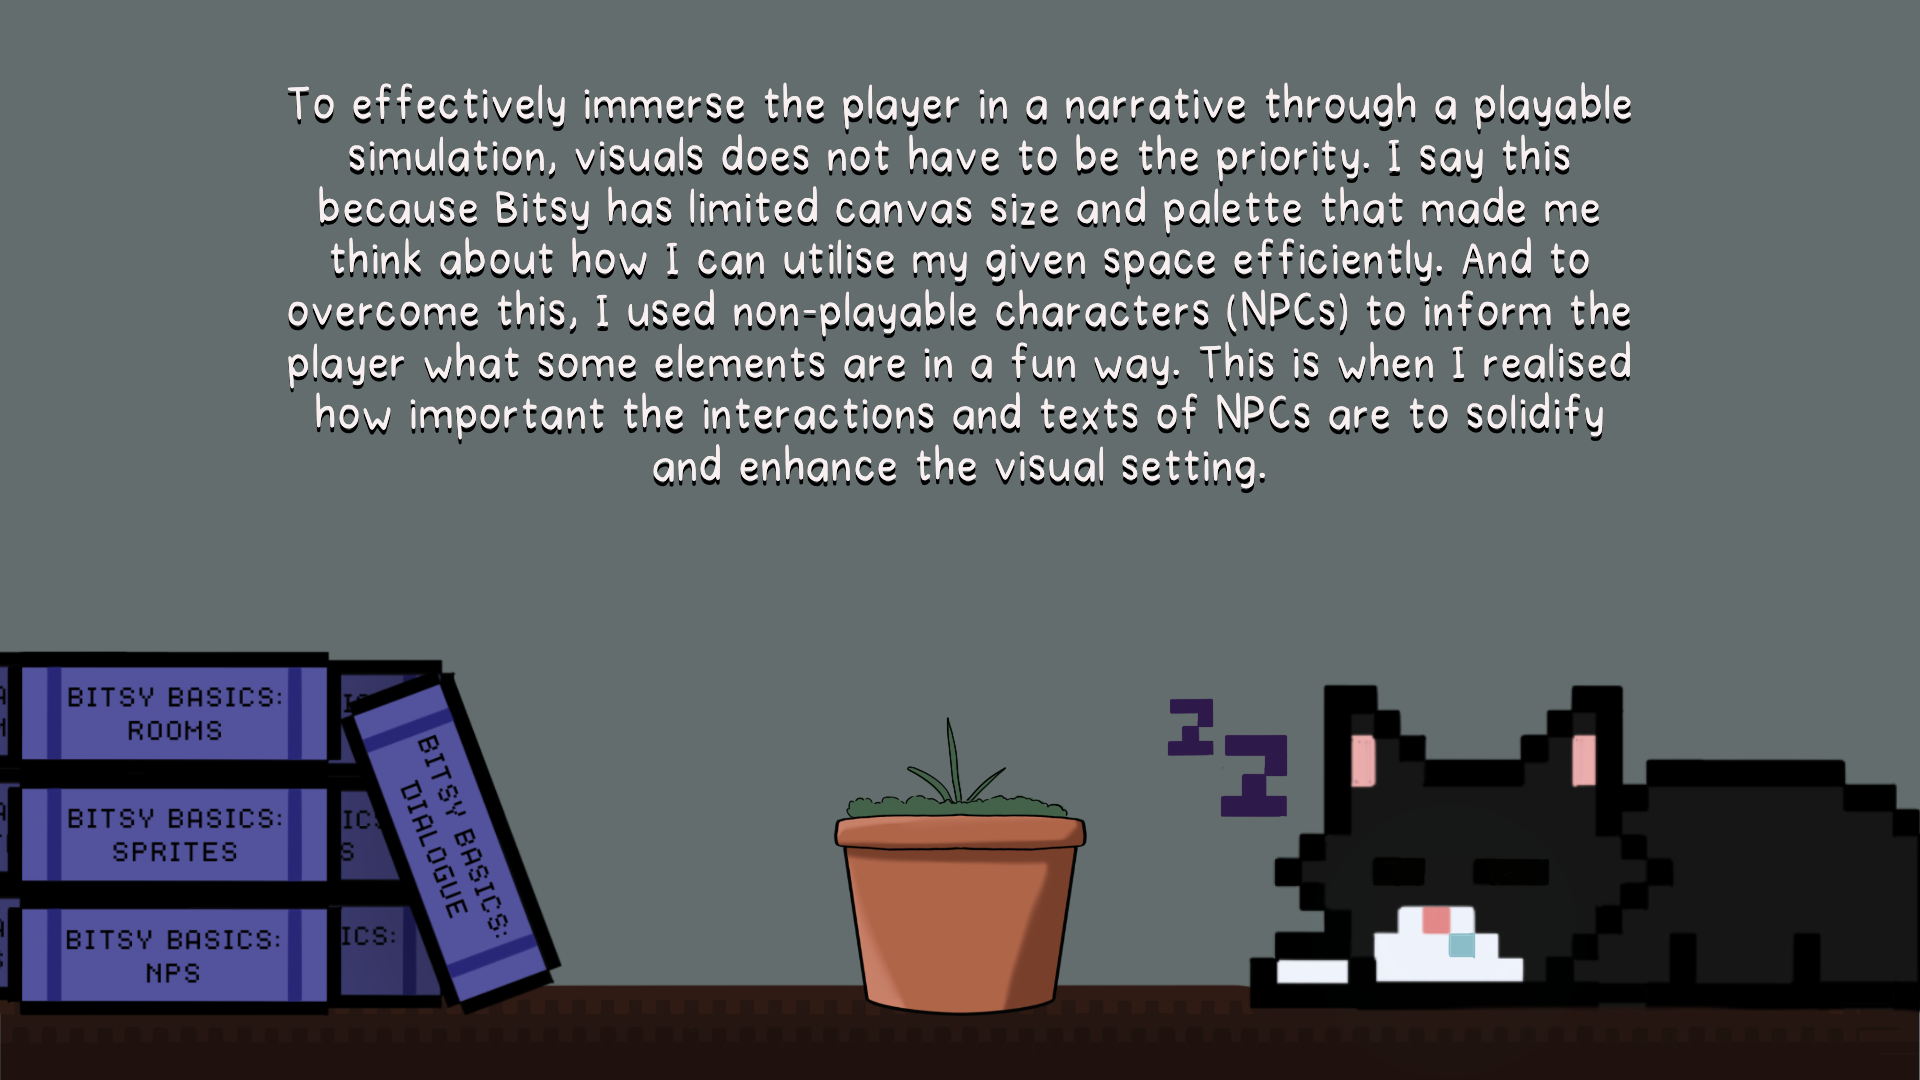 To effectively immerse the player in a narrative through a playable
simulation, visuals does not have to be the priority. I say this
because Bitsy has limited canvas size and palette that made me
think about how I can utilise my given space efficiently. And to
overcome this, I used non-playable characters (NPCs) to inform the
player what some elements are in a fun way. This is when I realised
how important the interactions and texts of NPCs are to solidify
and enhance the visual setting.
BITSY BASICS:
ROOMS
BITSY BASICS:
SPRITES
BITSY BASICS:
NPS
BITSY BASICS:
DIALOGUE
ICS:
Z
Z